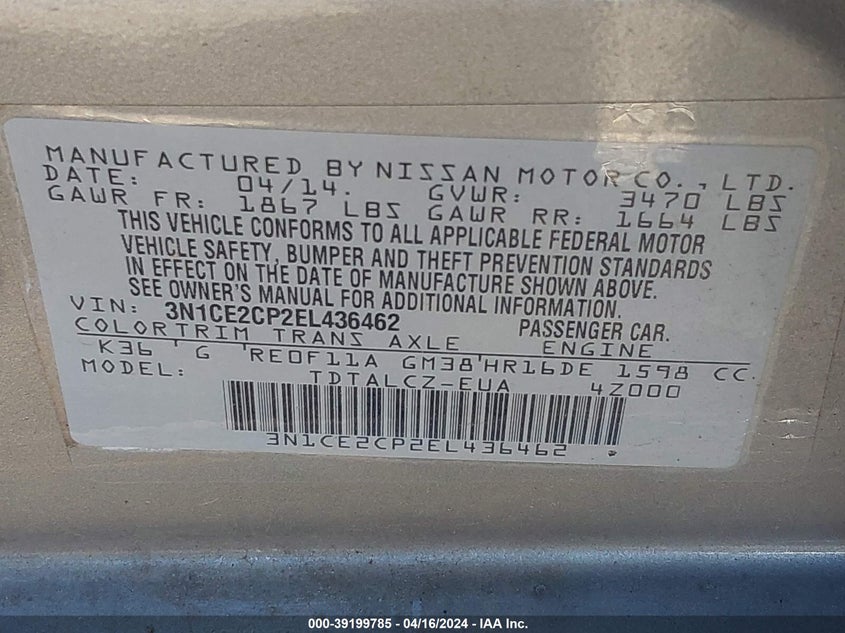 MANUFACTURED BY NISSAN MOTOR CO., LTD.
DATE: 04/14. GVWR: 3470 LBS
GAWR FR: 1867 LBS GAWR RR: 1664 LBS
THIS VEHICLE CONFORMS TO ALL APPLICABLE FEDERAL MOTOR
VEHICLE SAFETY, BUMPER AND THEFT PREVENTION STANDARDS
IN EFFECT ON THE DATE OF MANUFACTURE SHOWN ABOVE.
SEE OWNER'S MANUAL FOR ADDITIONAL INFORMATION.
VIN: 3N1CE2CP2EL436462 PASSENGER CAR.
COLOR TRIM TRANS AXLE ENGINE
K36 G RE0F11A GM38 HR16DE 1598 CC.
MODEL: TDTALCZ-EUA 4Z000
3N1CE2CP2EL436462
000-39199785 - 04/16/2024 - IAA Inc.